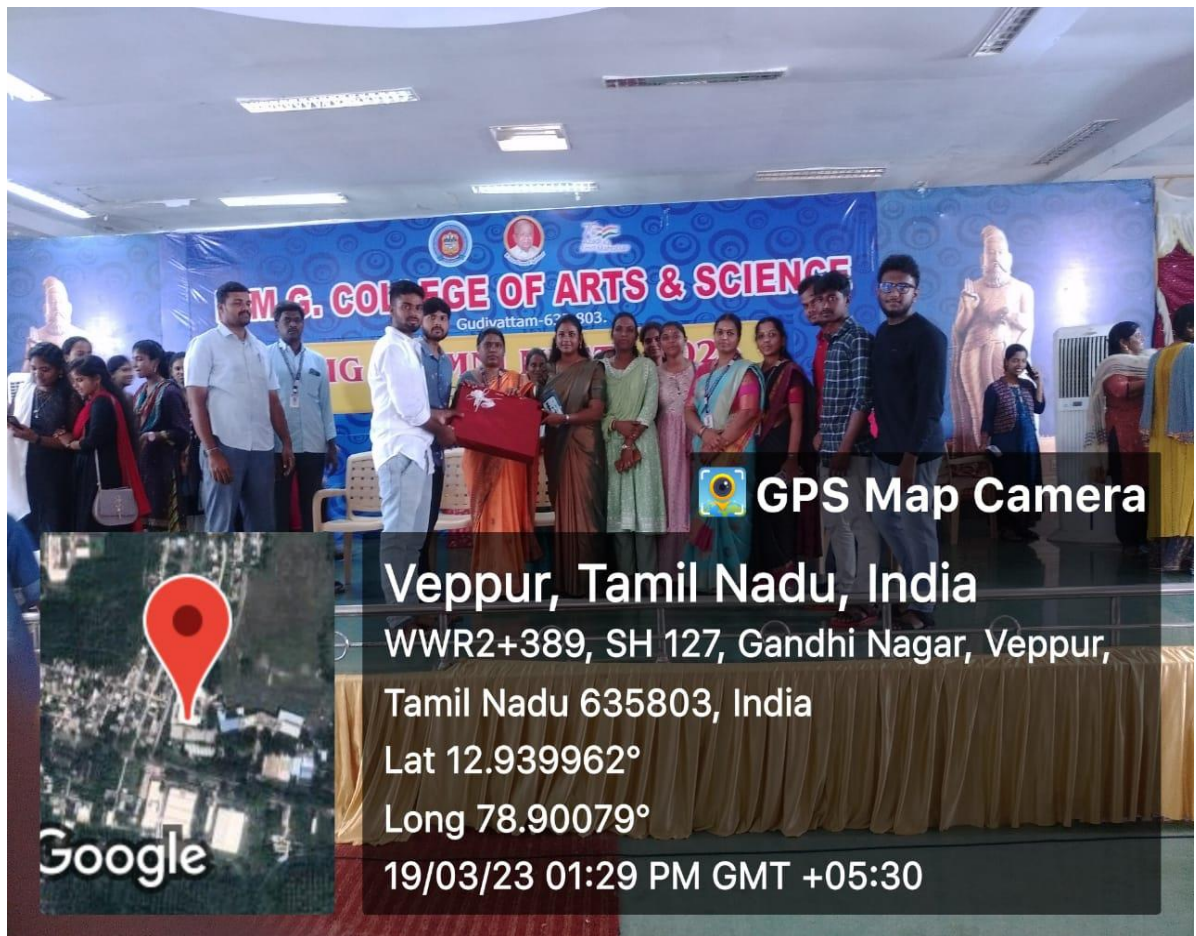 M.G. COLLEGE OF ARTS & SCIENCE
Gudiyattam-635 803.
GPS Map Camera
Veppur, Tamil Nadu, India
WWR2+389, SH 127, Gandhi Nagar, Veppur,
Tamil Nadu 635803, India
Lat 12.939962°
Long 78.90079°
19/03/23 01:29 PM GMT +05:30
Google